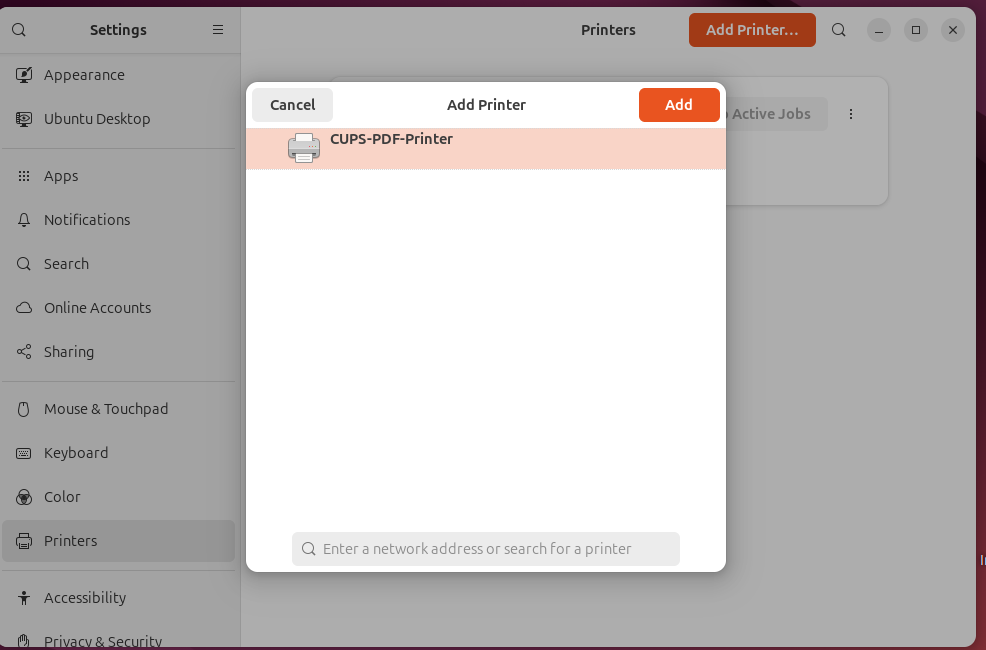 Settings
Printers
Add Printer...
Appearance
Ubuntu Desktop
Apps
Notifications
Search
Online Accounts
Sharing
Mouse & Touchpad
Keyboard
Color
Printers
Accessibility
Privacy & Security
Active Jobs
Cancel
Add Printer
Add
CUPS-PDF-Printer
Enter a network address or search for a printer